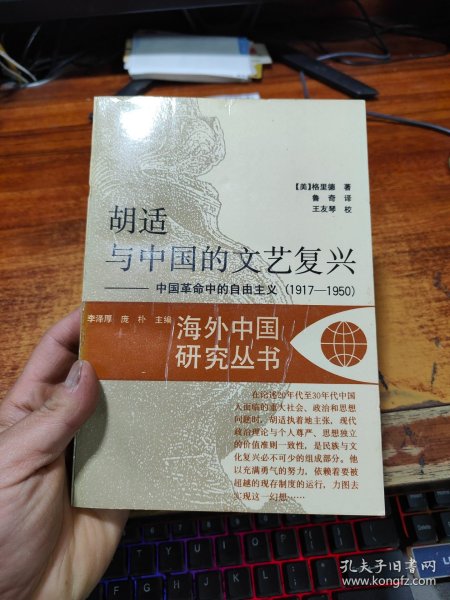 【美】格里德 著
鲁奇 译
王友琴 校
胡适
与中国的文艺复兴
——中国革命中的自由主义（1917—1950）
李泽厚 庞朴 主编
海外中国
研究丛书
在论述20年代至30年代中国
人面临的重大社会、政治和思想
问题时，胡适执着地主张，现代
政治理论与个人尊严、思想独立
的价值准则一致性，是民族与文
化复兴必不可少的组成部分。他
以充满勇气的努力，依赖着要被
超越的现存制度的运行，力图去
实现这一幻想……
孔夫子旧书网
www.kongfz.com